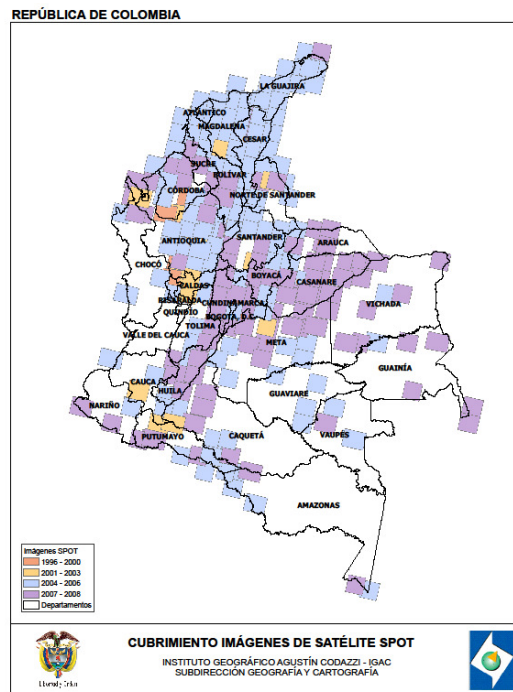 REPÚBLICA DE COLOMBIA
LA GUAJIRA
ATLÁNTICO
MAGDALENA
CESAR
SUCRE
BOLÍVAR
CÓRDOBA
NORTE DE SANTANDER
ANTIOQUIA
SANTANDER
ARAUCA
CHOCÓ
BOYACÁ
CASANARE
CALDAS
RISARALDA
CUNDINAMARCA
VICHADA
QUINDÍO
BOGOTÁ, D.C.
TOLIMA
VALLE DEL CAUCA
META
GUAINÍA
CAUCA
HUILA
GUAVIARE
NARIÑO
PUTUMAYO
CAQUETÁ
VAUPÉS
AMAZONAS
Imágenes SPOT
1996 - 2000
2001 - 2003
2004 - 2006
2007 - 2008
Departamentos
CUBRIMIENTO IMÁGENES DE SATÉLITE SPOT
INSTITUTO GEOGRÁFICO AGUSTÍN CODAZZI - IGAC
SUBDIRECCIÓN GEOGRAFÍA Y CARTOGRAFÍA